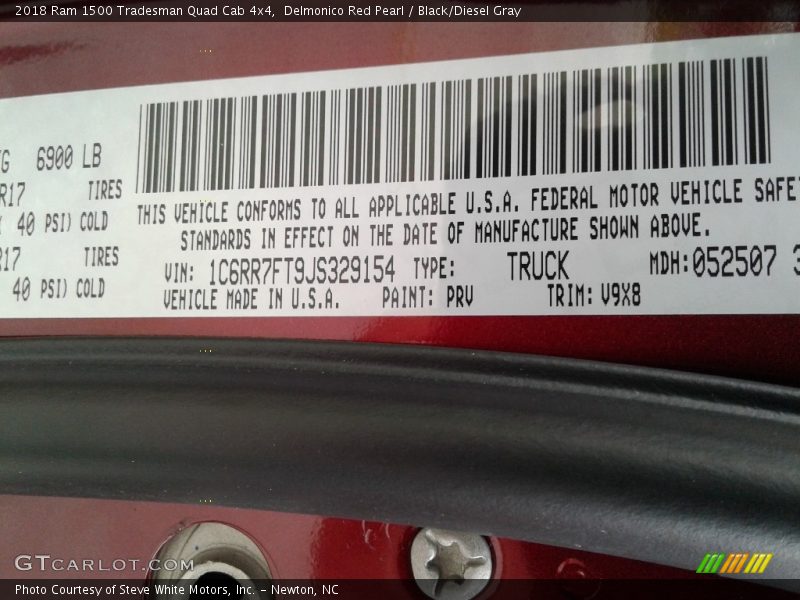 2018 Ram 1500 Tradesman Quad Cab 4x4, Delmonico Red Pearl / Black/Diesel Gray
6900 LB
R17 TIRES
40 PSI) COLD
R17 TIRES
40 PSI) COLD
THIS VEHICLE CONFORMS TO ALL APPLICABLE U.S.A. FEDERAL MOTOR VEHICLE SAFE
STANDARDS IN EFFECT ON THE DATE OF MANUFACTURE SHOWN ABOVE.
VIN: 1C6RR7FT9JS329154 TYPE: TRUCK MDH:052507 3
VEHICLE MADE IN U.S.A. PAINT: PRV TRIM: V9X8
GTCARLOT.COM
Photo Courtesy of Steve White Motors, Inc. - Newton, NC